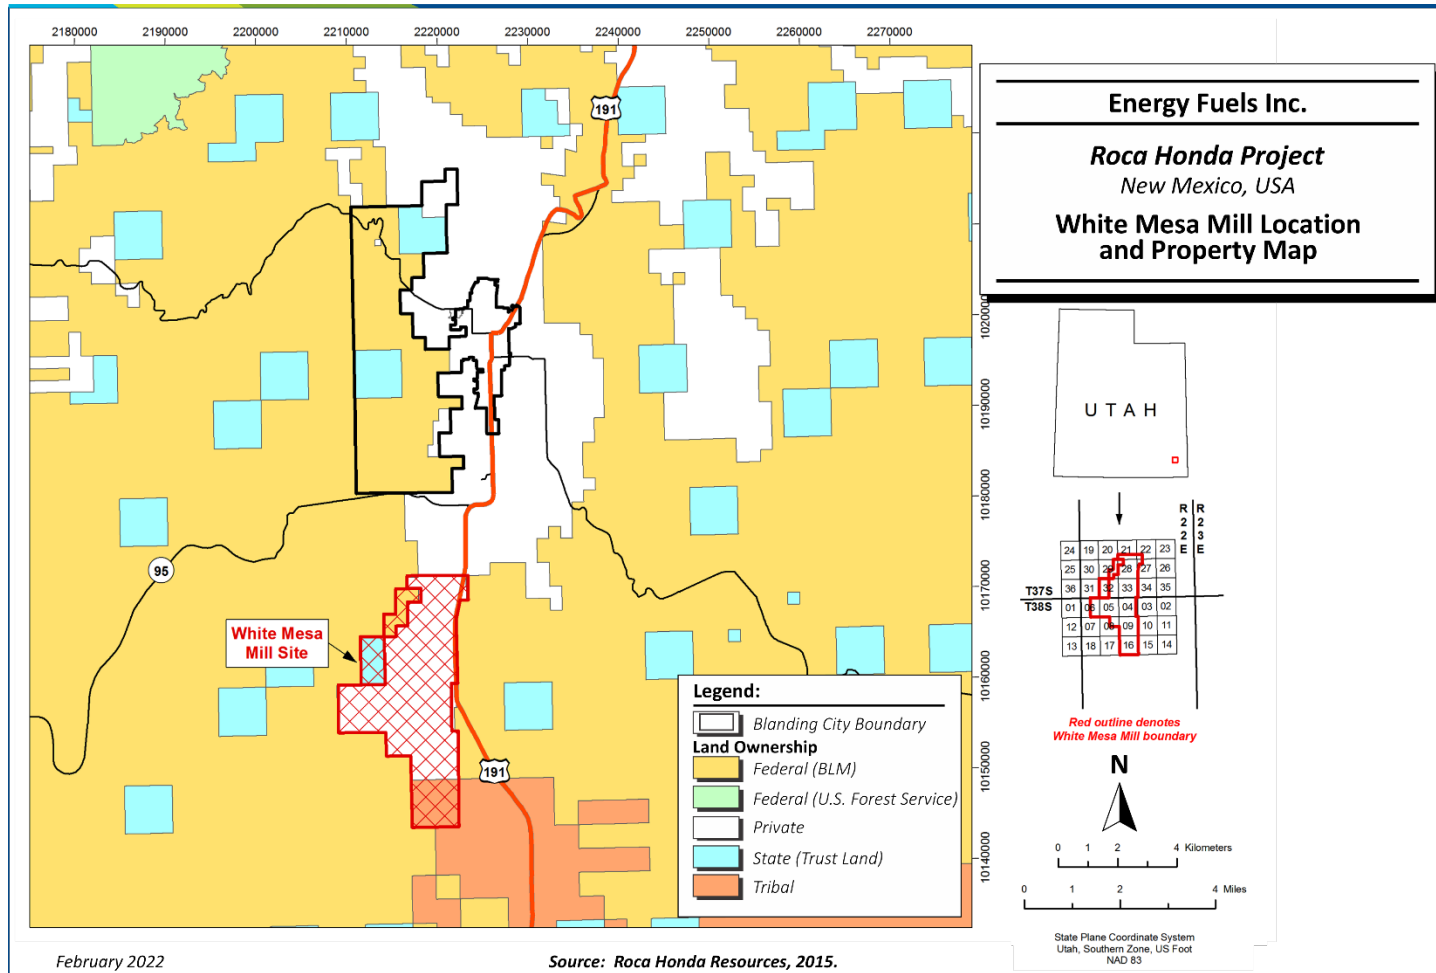 2180000 2190000 2200000 2210000 2220000 2230000 2240000 2250000 2260000 2270000
191
Energy Fuels Inc.
Roca Honda Project
New Mexico, USA
White Mesa Mill Location
and Property Map
10200000
10190000
10180000
10170000
10160000
10150000
10140000
95
White Mesa
Mill Site
191
Legend:
Blanding City Boundary
Land Ownership
Federal (BLM)
Federal (U.S. Forest Service)
Private
State (Trust Land)
Tribal
UTAH
R22E R23E
24 19 20 21 22 23
25 30 29 28 27 26
36 31 32 33 34 35
T37S
T38S
01 06 05 04 03 02
12 07 08 09 10 11
13 18 17 16 15 14
Red outline denotes
White Mesa Mill boundary
N
0 1 2 4 Kilometers
0 1 2 4 Miles
State Plane Coordinate System
Utah, Southern Zone, US Foot
NAD 83
February 2022
Source: Roca Honda Resources, 2015.